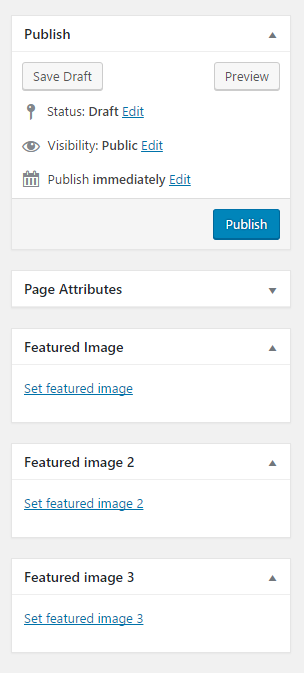 Publish
Save Draft Preview
Status: Draft Edit
Visibility: Public Edit
Publish immediately Edit
Publish
Page Attributes
Featured Image
Set featured image
Featured image 2
Set featured image 2
Featured image 3
Set featured image 3